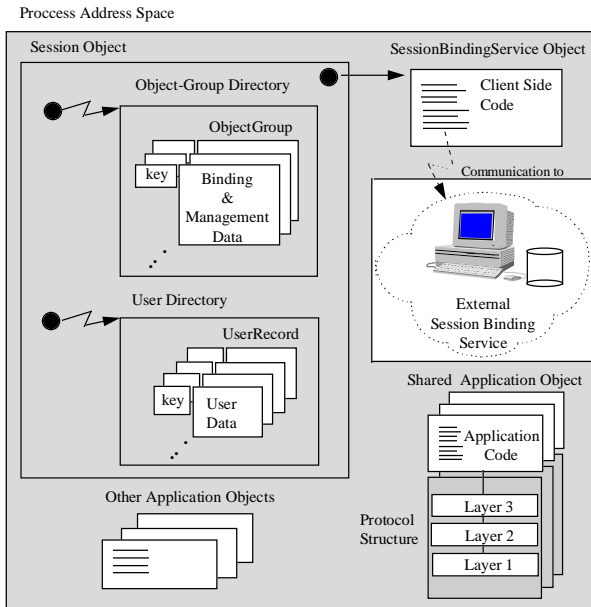 Proccess Address Space
Session Object
SessionBindingService Object
Object-Group Directory
Client Side
Code
ObjectGroup
key
Binding
&
Management
Data
Communication to
External
Session Binding
Service
User Directory
UserRecord
key
User
Data
Shared Application Object
Application
Code
Other Application Objects
Protocol
Structure
Layer 3
Layer 2
Layer 1